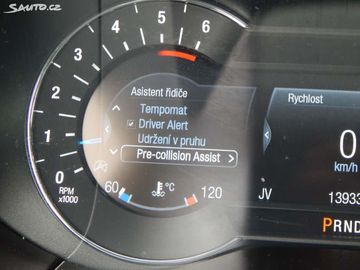 SAUTO.CZ
6
5
4
3
2
1
0
RPM
x1000
Asistent řidiče
Tempomat
Driver Alert
Udržení v pruhu
Pre-collision Assist >
60
°C
120
Rychlost
0
km/h
JV
13933
PRND